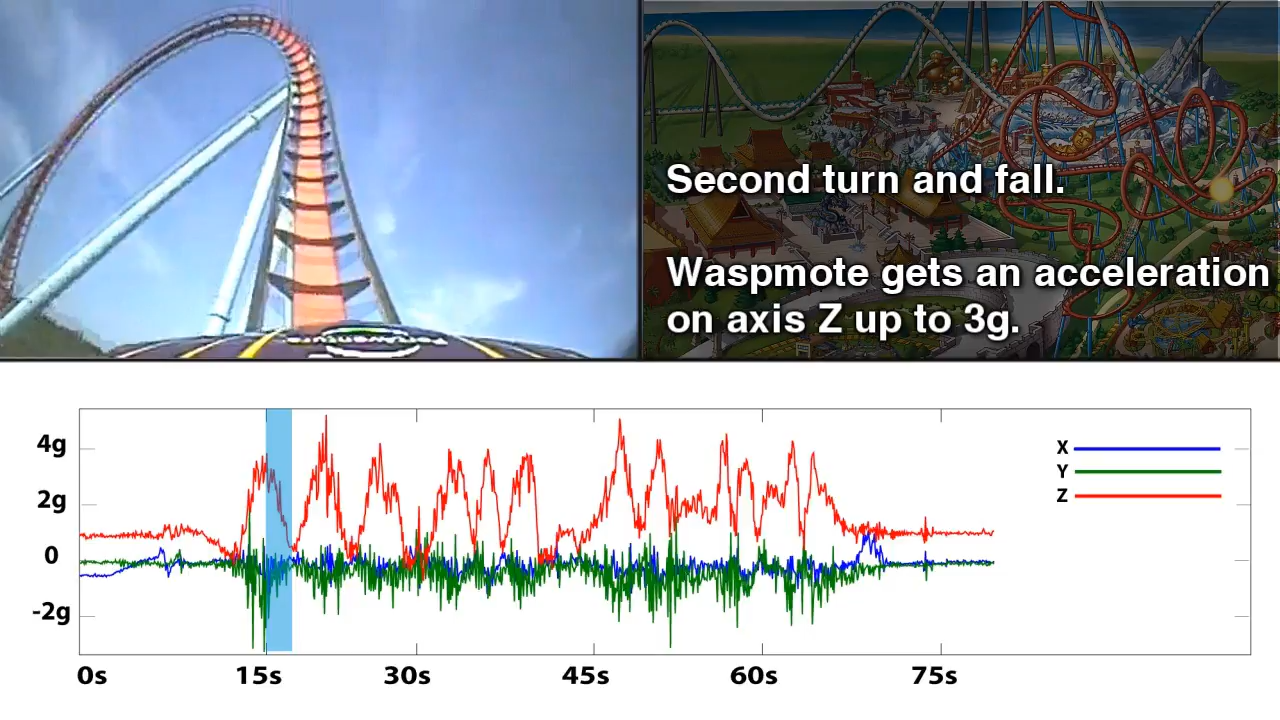 Second turn and fall.
Waspmote gets an acceleration
on axis Z up to 3g.
PortAventura
4g
2g
0
-2g
0s
15s
30s
45s
60s
75s
X
Y
Z